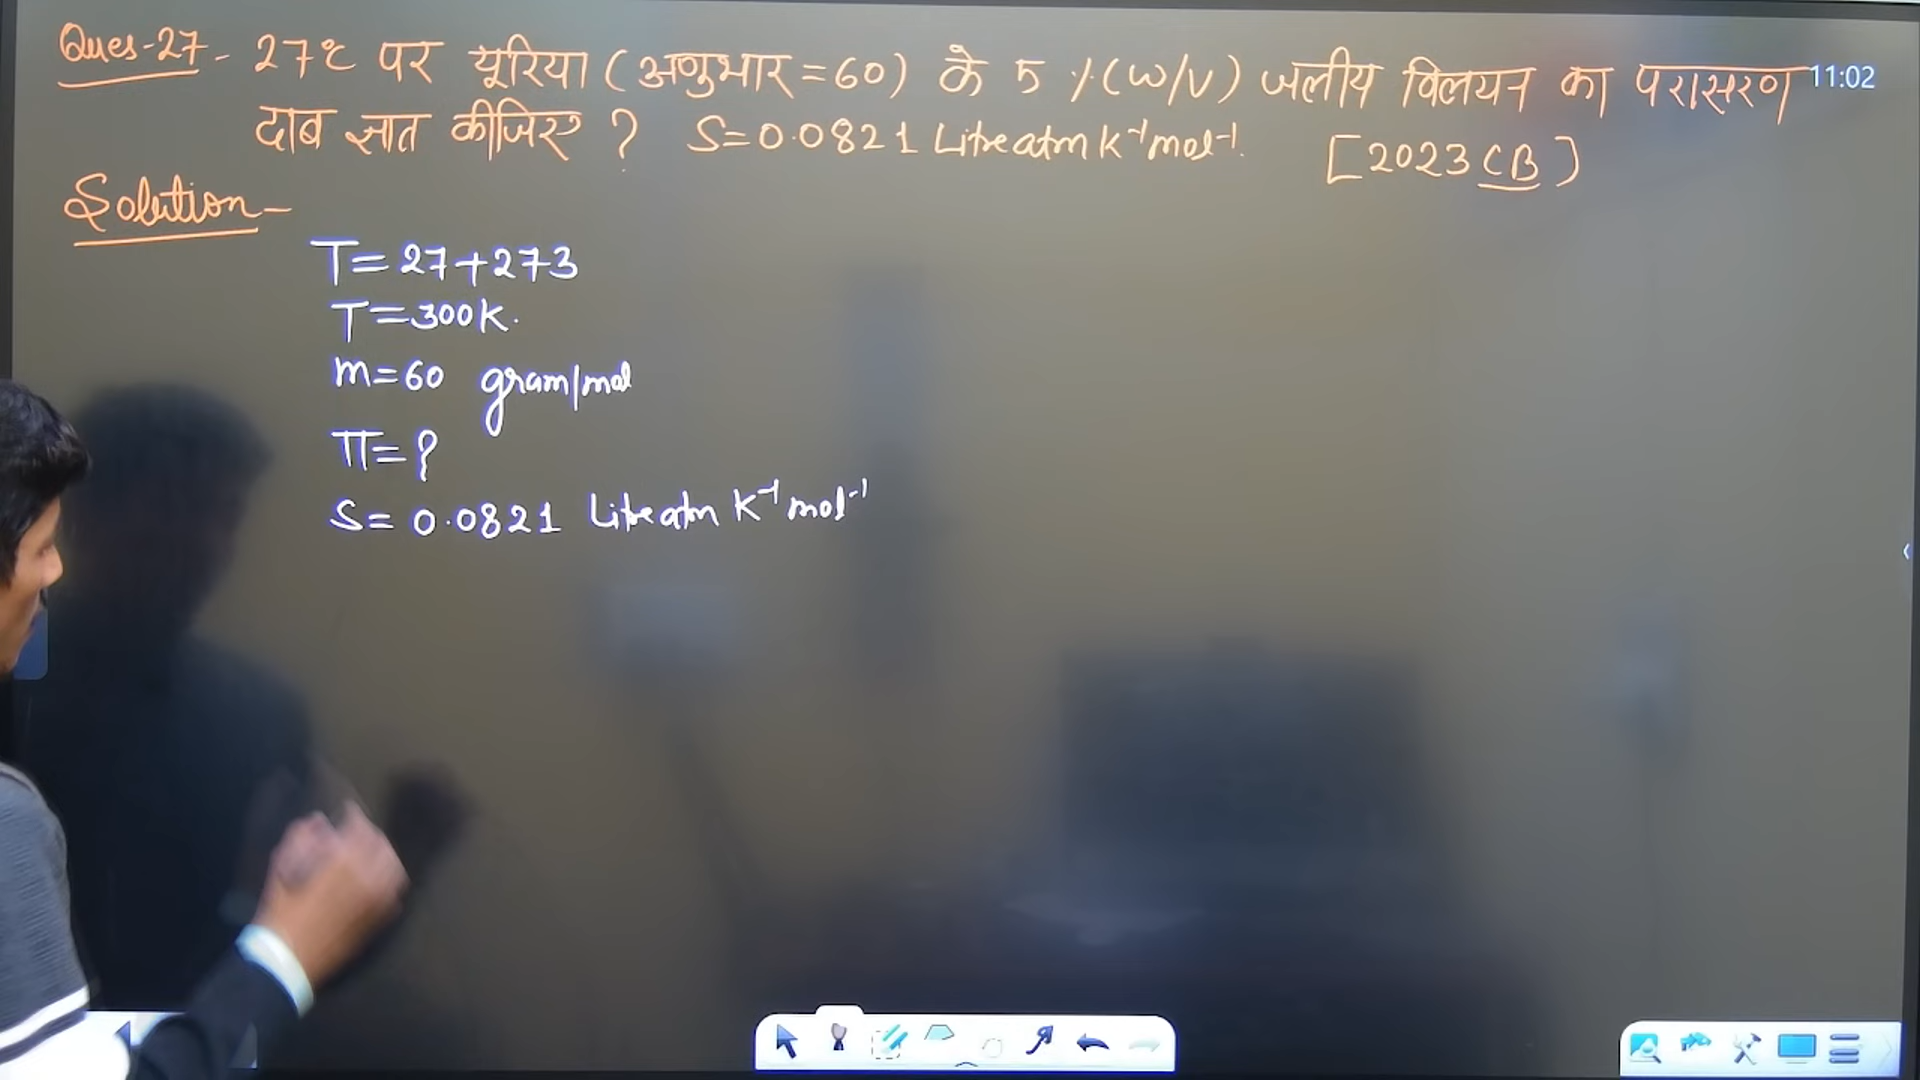 Ques-27- 27°C पर यूरिया (अणुभार=60) के 5 % (w/v) जलीय विलयन का परासरण
11:02
दाब ज्ञात कीजिए ? S=0.0821 Litre atm K⁻¹ mol⁻¹. [2023 CB]
Solution-
T=27+273
T=300K.
m=60 gram/mol
π=?
S= 0.0821 Litre atm K⁻¹ mol⁻¹